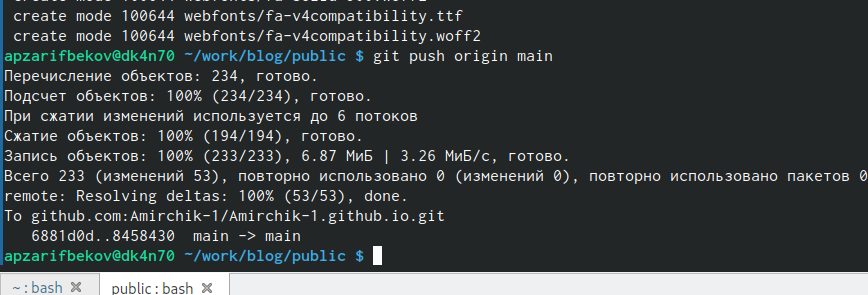 create mode 100644 webfonts/fa-v4compatibility.ttf
create mode 100644 webfonts/fa-v4compatibility.woff2
apzarifbekov@dk4n70 ~/work/blog/public $ git push origin main
Перечисление объектов: 234, готово.
Подсчет объектов: 100% (234/234), готово.
При сжатии изменений используется до 6 потоков
Сжатие объектов: 100% (194/194), готово.
Запись объектов: 100% (233/233), 6.87 МиБ | 3.26 МиБ/с, готово.
Всего 233 (изменений 53), повторно использовано 0 (изменений 0), повторно использовано пакетов 0
remote: Resolving deltas: 100% (53/53), done.
To github.com:Amirchik-1/Amirchik-1.github.io.git
6881d0d..8458430 main -> main
apzarifbekov@dk4n70 ~/work/blog/public $
~ : bash
public : bash